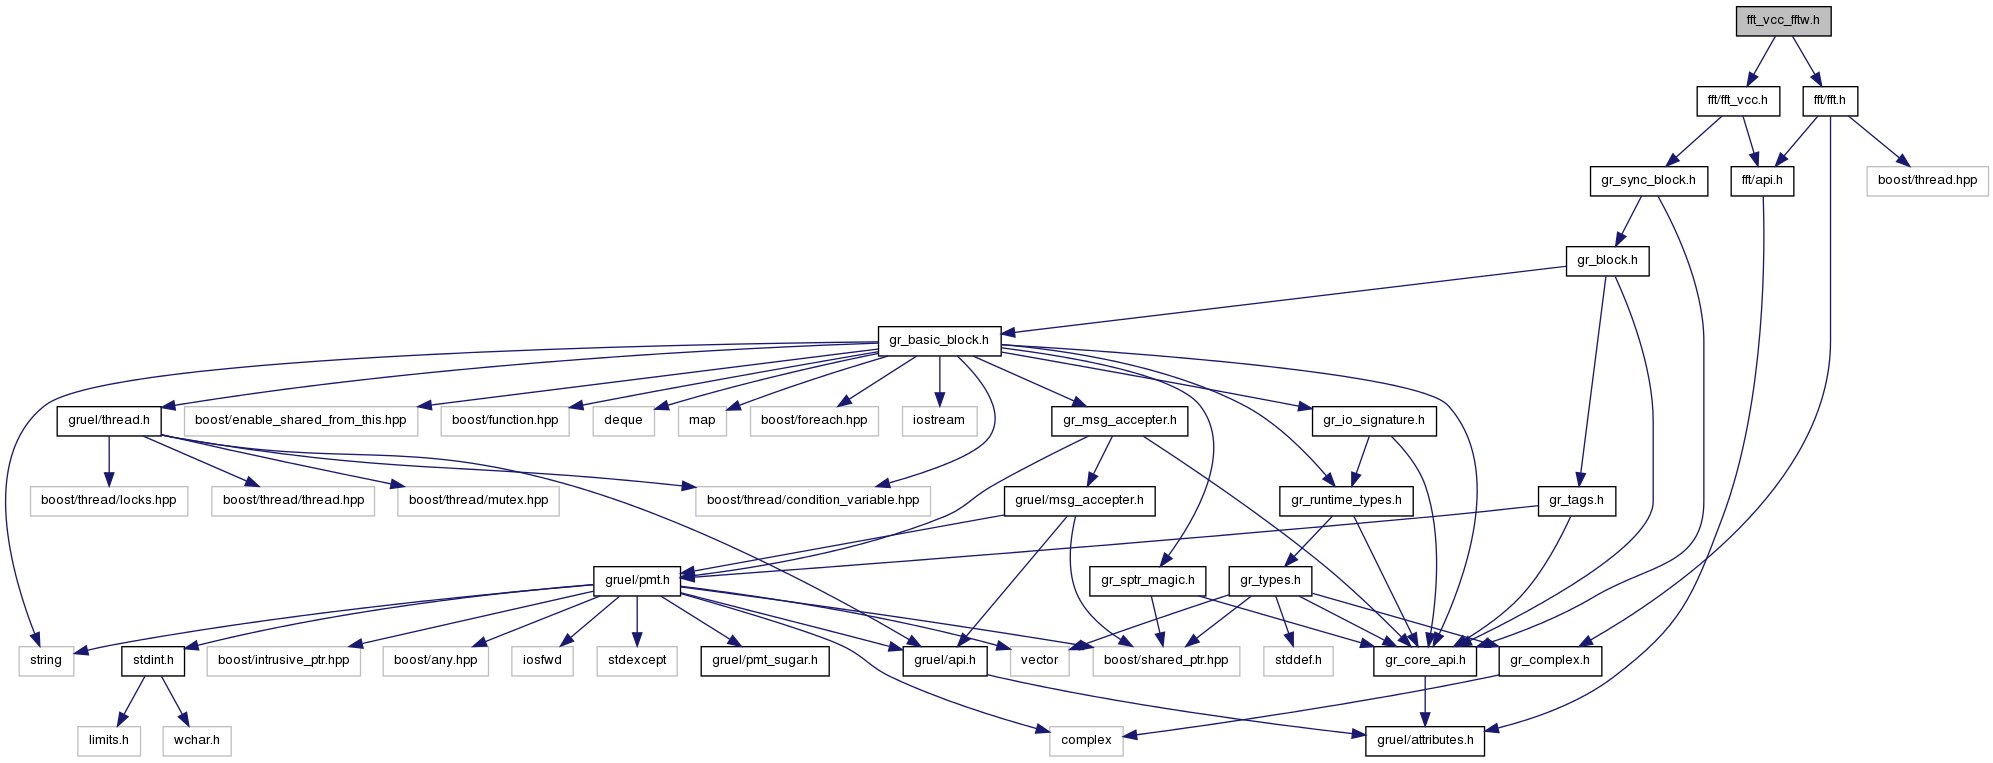 fft_vcc_fftw.h
fft/fft_vcc.h
fft/fft.h
gr_sync_block.h
fft/api.h
boost/thread.hpp
gr_block.h
gr_basic_block.h
gruel/thread.h
boost/enable_shared_from_this.hpp
boost/function.hpp
deque
map
boost/foreach.hpp
iostream
gr_msg_accepter.h
gr_io_signature.h
boost/thread/locks.hpp
boost/thread/thread.hpp
boost/thread/mutex.hpp
boost/thread/condition_variable.hpp
gruel/msg_accepter.h
gr_runtime_types.h
gr_tags.h
gruel/pmt.h
gr_sptr_magic.h
gr_types.h
string
stdint.h
boost/intrusive_ptr.hpp
boost/any.hpp
iosfwd
stdexcept
gruel/pmt_sugar.h
gruel/api.h
vector
boost/shared_ptr.hpp
stddef.h
gr_core_api.h
gr_complex.h
limits.h
wchar.h
complex
gruel/attributes.h